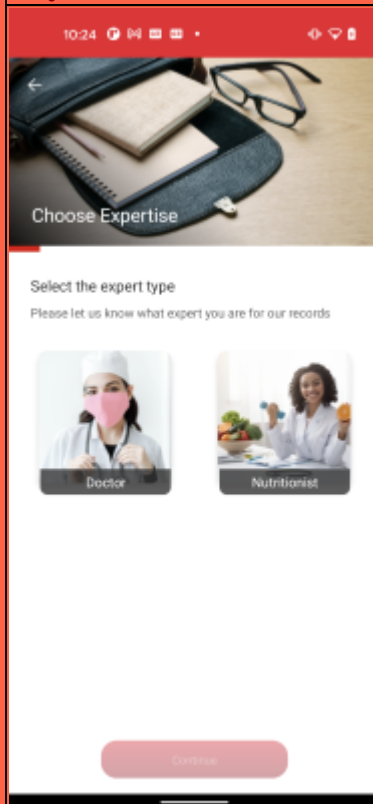 10:24
Choose Expertise
Select the expert type
Please let us know what expert you are for our records
Doctor
Nutritionist
Continue